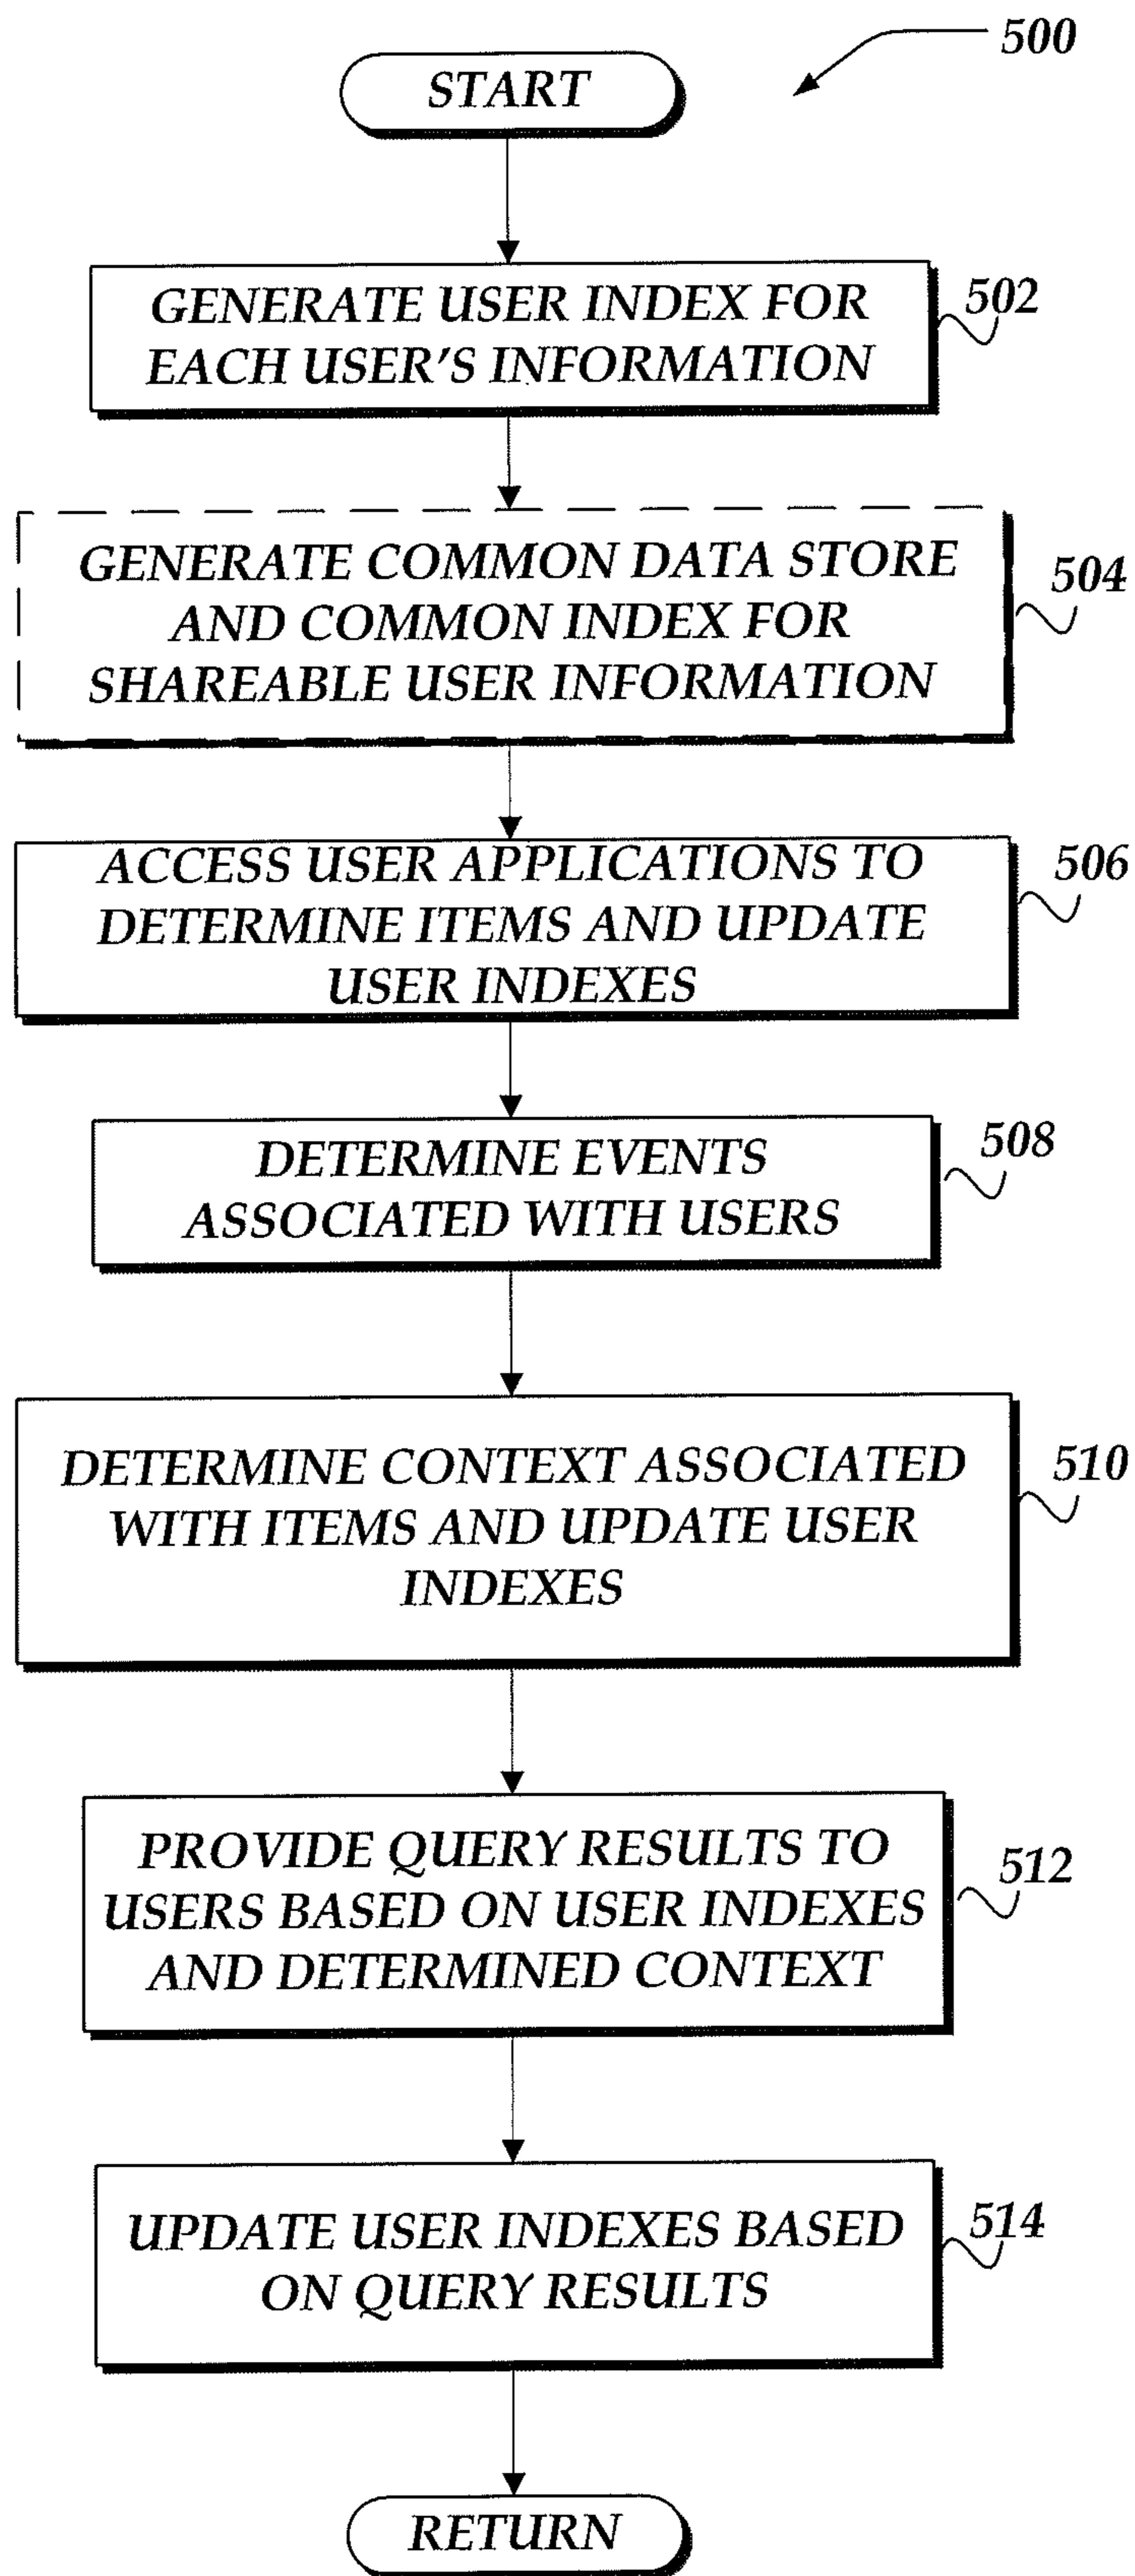 500
START
GENERATE USER INDEX FOR
EACH USER'S INFORMATION
502
GENERATE COMMON DATA STORE
AND COMMON INDEX FOR
SHAREABLE USER INFORMATION
504
ACCESS USER APPLICATIONS TO
DETERMINE ITEMS AND UPDATE
USER INDEXES
506
DETERMINE EVENTS
ASSOCIATED WITH USERS
508
DETERMINE CONTEXT ASSOCIATED
WITH ITEMS AND UPDATE USER
INDEXES
510
PROVIDE QUERY RESULTS TO
USERS BASED ON USER INDEXES
AND DETERMINED CONTEXT
512
UPDATE USER INDEXES BASED
ON QUERY RESULTS
514
RETURN